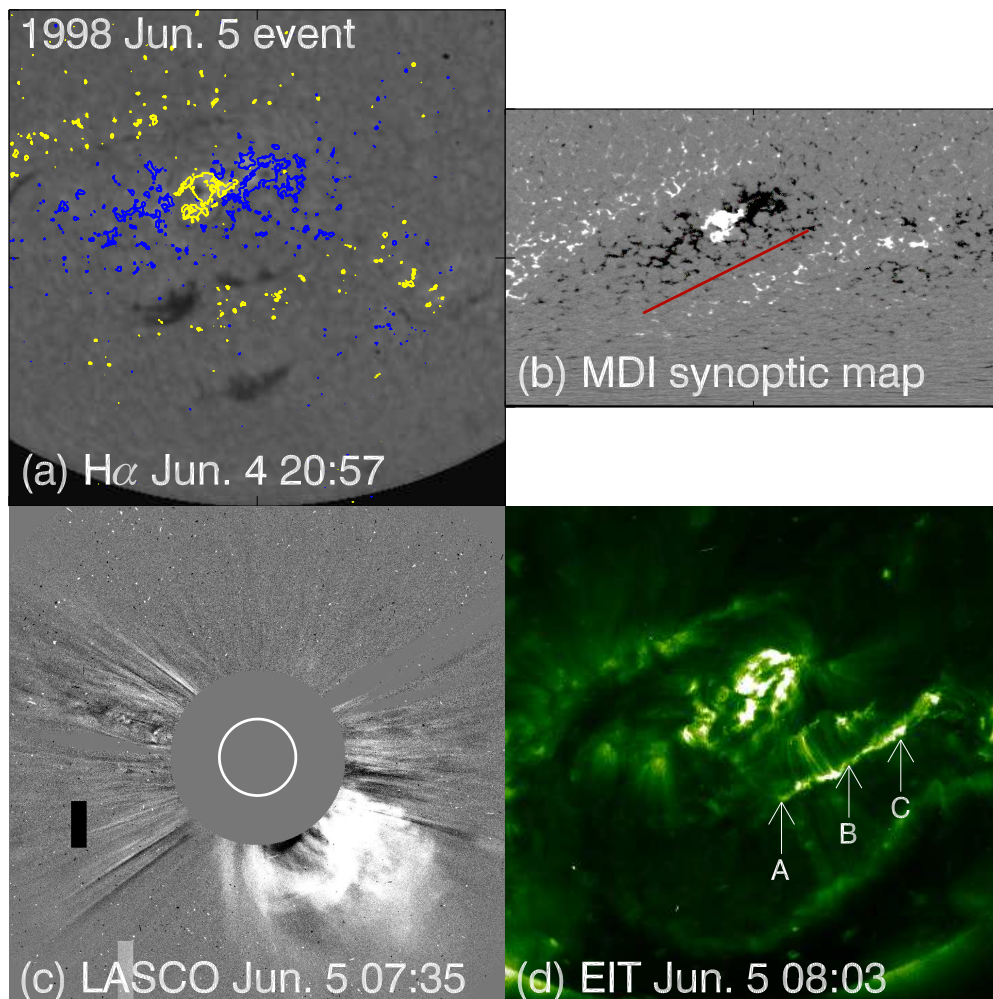 1998 Jun. 5 event
(a) Hα Jun. 4 20:57
(b) MDI synoptic map
(c) LASCO Jun. 5 07:35
A
B
C
(d) EIT Jun. 5 08:03